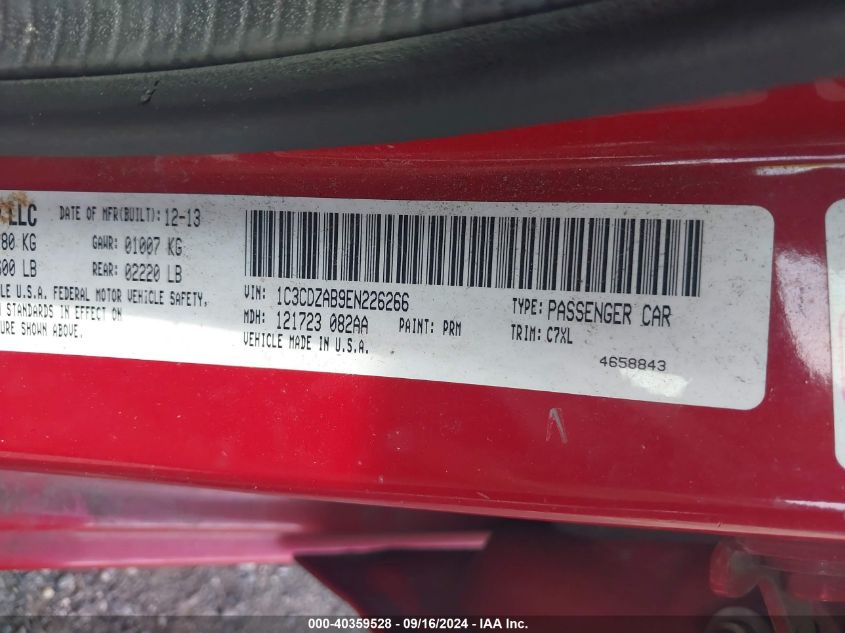 LLC DATE OF MFR(BUILT): 12-13
80 KG GAWR: 01007 KG
00 LB REAR: 02220 LB
LE U.S.A. FEDERAL MOTOR VEHICLE SAFETY,
STANDARDS IN EFFECT ON
URE SHOWN ABOVE.
VIN: 1C3CDZAB9EN226266 TYPE: PASSENGER CAR
MDH: 121723 082AA PAINT: PRM TRIM: C7XL
VEHICLE MADE IN U.S.A. 4658843
000-40359528 - 09/16/2024 - IAA Inc.